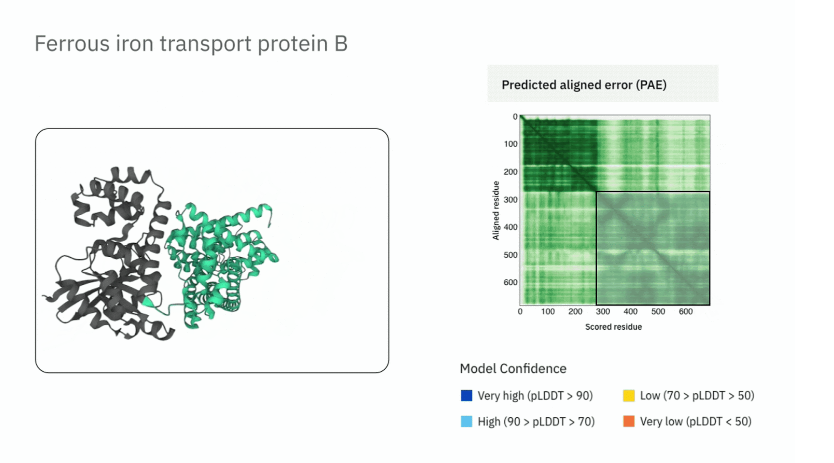 Ferrous iron transport protein B
Predicted aligned error (PAE)
0
100
200
300
400
500
600
Aligned residue
0 100 200 300 400 500 600
Scored residue
Model Confidence
Very high (pLDDT > 90)
Low (70 > pLDDT > 50)
High (90 > pLDDT > 70)
Very low (pLDDT < 50)